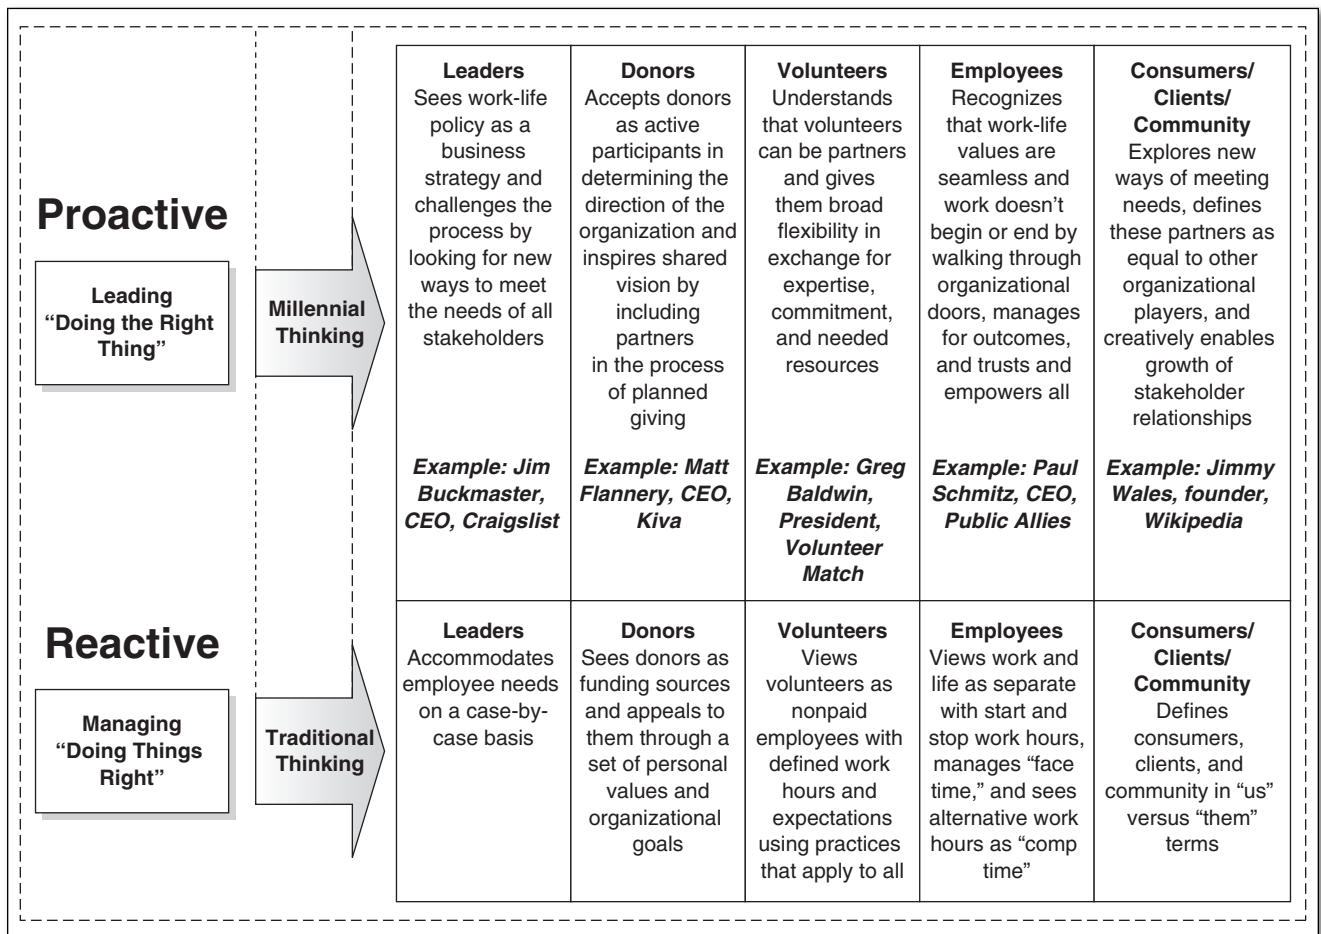 Proactive
Leading
“Doing the Right
Thing”
Millennial
Thinking
Leaders
Sees work-life
policy as a
business
strategy and
challenges the
process by
looking for new
ways to meet
the needs of all
stakeholders
Example: Jim
Buckmaster,
CEO, Craigslist
Donors
Accepts donors
as active
participants in
determining the
direction of the
organization and
inspires shared
vision by
including
partners
in the process
of planned
giving
Example: Matt
Flannery, CEO,
Kiva
Volunteers
Understands
that volunteers
can be partners
and gives
them broad
flexibility in
exchange for
expertise,
commitment,
and needed
resources
Example: Greg
Baldwin,
President,
Volunteer
Match
Employees
Recognizes
that work-life
values are
seamless and
work doesn’t
begin or end by
walking through
organizational
doors, manages
for outcomes,
and trusts and
empowers all
Example: Paul
Schmitz, CEO,
Public Allies
Consumers/
Clients/
Community
Explores new
ways of meeting
needs, defines
these partners as
equal to other
organizational
players, and
creatively enables
growth of
stakeholder
relationships
Example: Jimmy
Wales, founder,
Wikipedia
Reactive
Managing
“Doing Things
Right”
Traditional
Thinking
Leaders
Accommodates
employee needs
on a case-by-
case basis
Donors
Sees donors as
funding sources
and appeals to
them through a
set of personal
values and
organizational
goals
Volunteers
Views
volunteers as
nonpaid
employees with
defined work
hours and
expectations
using practices
that apply to all
Employees
Views work and
life as separate
with start and
stop work hours,
manages “face
time,” and sees
alternative work
hours as “comp
time”
Consumers/
Clients/
Community
Defines
consumers,
clients, and
community in “us”
versus “them”
terms